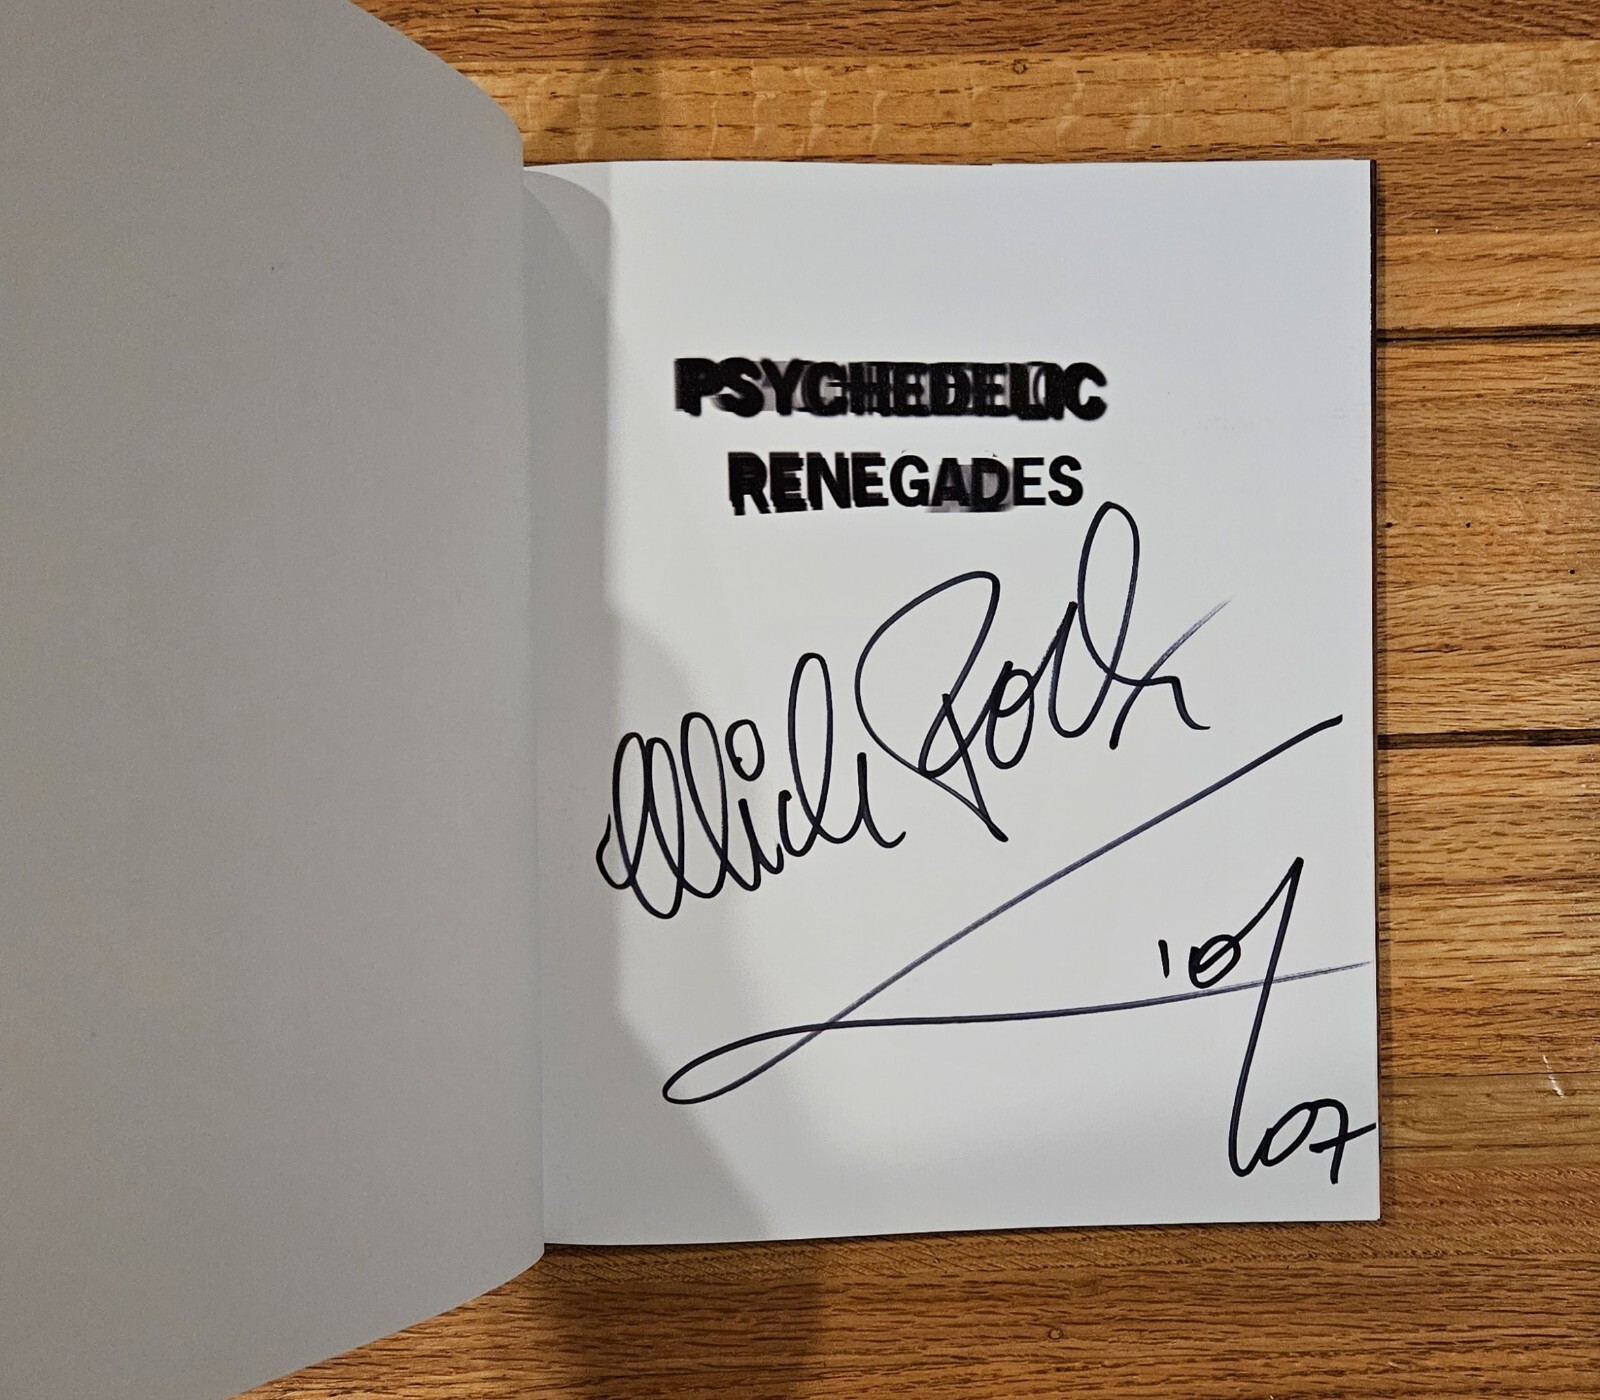 PSYCHEDELIC
RENEGADES
Mick Rock
07